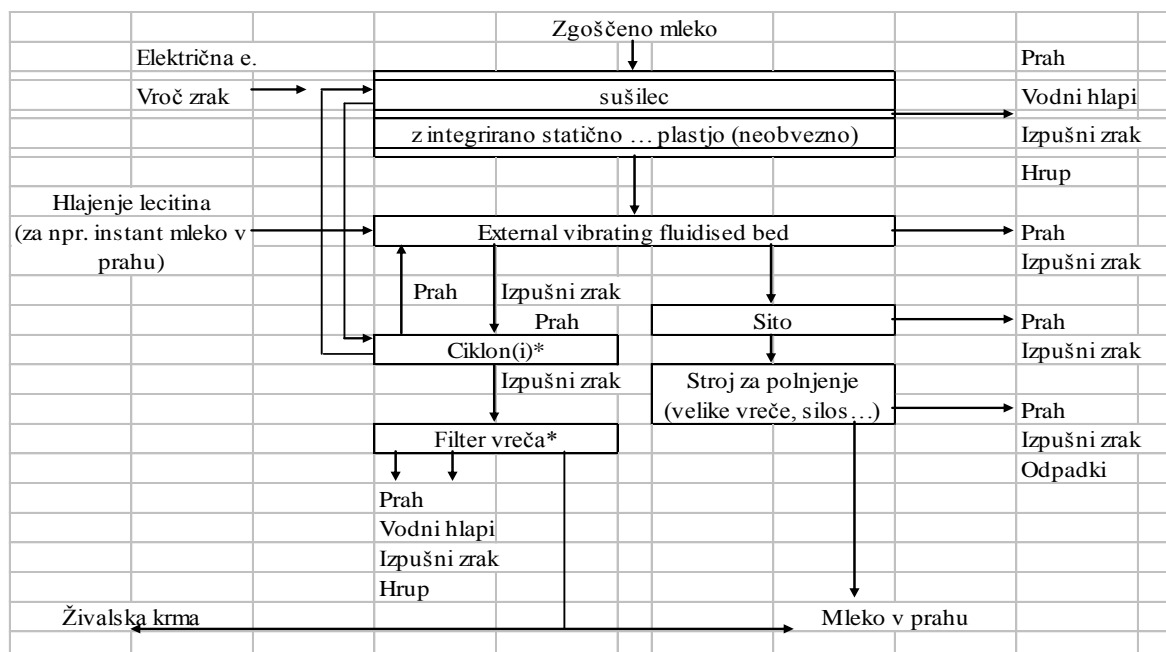 Zgoščeno mleko
Električna e.
Prah
Vroč zrak
sušilec
Vodni hlapi
z integrirano statično … plastjo (neobvezno)
Izpušni zrak
Hrup
Hlajenje lecitina
(za npr. instant mleko v
prahu)
External vibrating fluidised bed
Prah
Izpušni zrak
Prah
Izpušni zrak
Prah
Sito
Prah
Ciklon(i)*
Izpušni zrak
Izpušni zrak
Stroj za polnjenje
(velike vreče, silos…)
Prah
Filter vreča*
Izpušni zrak
Odpadki
Prah
Vodni hlapi
Izpušni zrak
Hrup
Živalska krma
Mleko v prahu